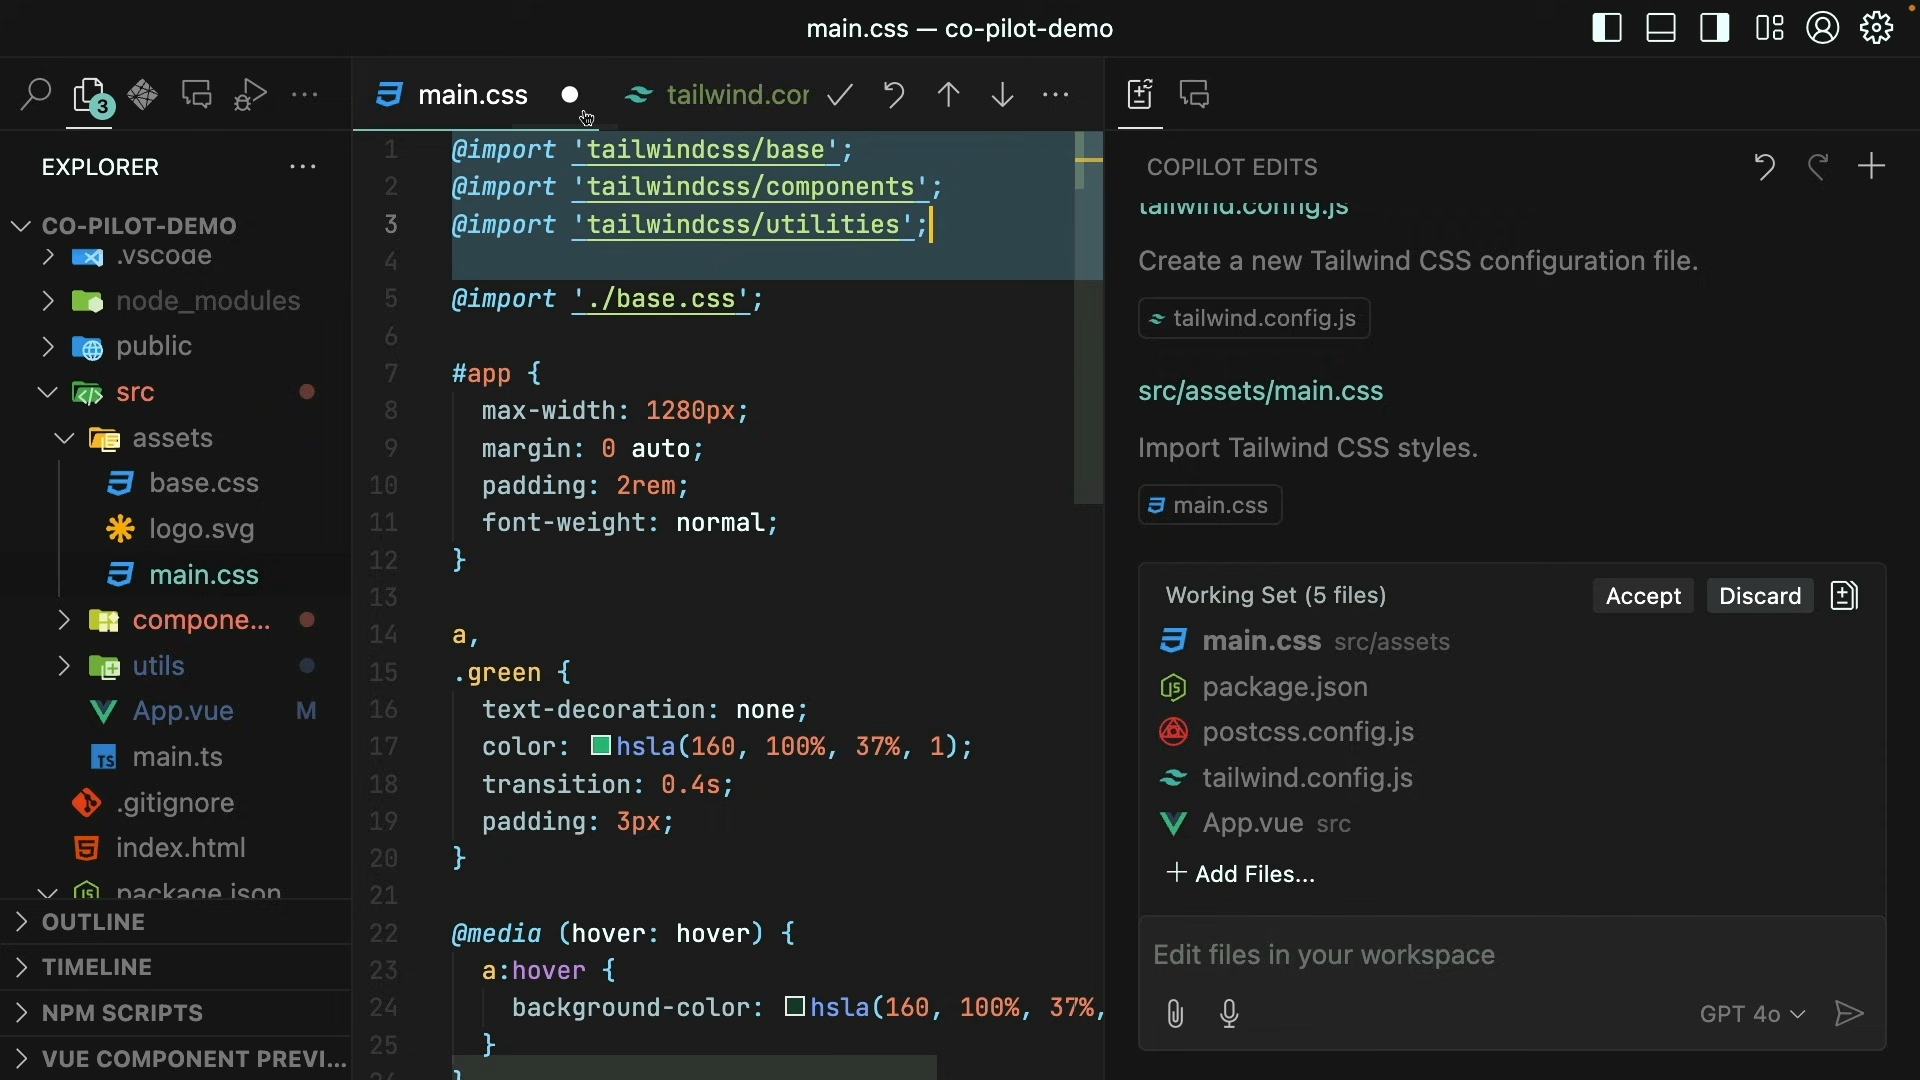 main.css — co-pilot-demo
3
main.css
tailwind.cor
EXPLORER
CO-PILOT-DEMO
.vscode
node_modules
public
src
assets
base.css
logo.svg
main.css
compone...
utils
App.vue M
main.ts
.gitignore
index.html
package.json
OUTLINE
TIMELINE
NPM SCRIPTS
VUE COMPONENT PREVI...
1 @import 'tailwindcss/base';
2 @import 'tailwindcss/components';
3 @import 'tailwindcss/utilities';
4
5 @import './base.css';
6
7 #app {
8 max-width: 1280px;
9 margin: 0 auto;
10 padding: 2rem;
11 font-weight: normal;
12 }
13
14 a,
15 .green {
16 text-decoration: none;
17 color: hsla(160, 100%, 37%, 1);
18 transition: 0.4s;
19 padding: 3px;
20 }
21
22 @media (hover: hover) {
23 a:hover {
24 background-color: hsla(160, 100%, 37%,
25 }
COPILOT EDITS
tailwind.config.js
Create a new Tailwind CSS configuration file.
tailwind.config.js
src/assets/main.css
Import Tailwind CSS styles.
main.css
Working Set (5 files) Accept Discard
main.css src/assets
package.json
postcss.config.js
tailwind.config.js
App.vue src
+ Add Files...
Edit files in your workspace
GPT 4o